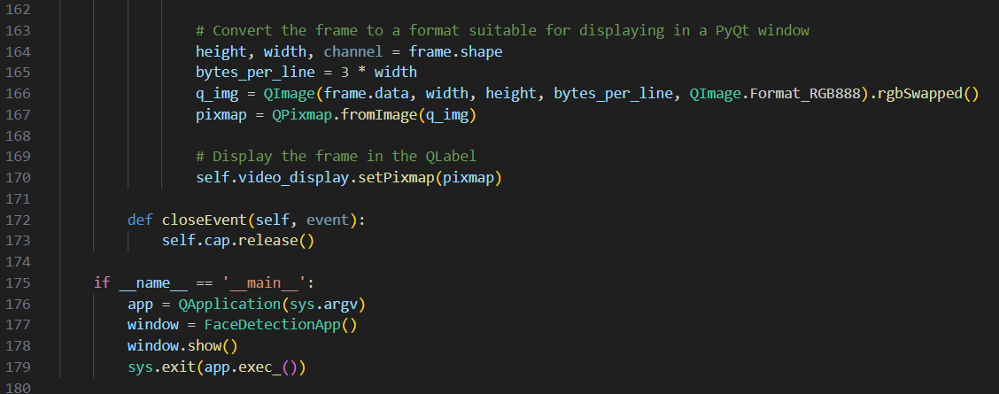 162
163 # Convert the frame to a format suitable for displaying in a PyQt window
164 height, width, channel = frame.shape
165 bytes_per_line = 3 * width
166 q_img = QImage(frame.data, width, height, bytes_per_line, QImage.Format_RGB888).rgbSwapped()
167 pixmap = QPixmap.fromImage(q_img)
168
169 # Display the frame in the QLabel
170 self.video_display.setPixmap(pixmap)
171
172 def closeEvent(self, event):
173 self.cap.release()
174
175 if __name__ == '__main__':
176 app = QApplication(sys.argv)
177 window = FaceDetectionApp()
178 window.show()
179 sys.exit(app.exec_())
180